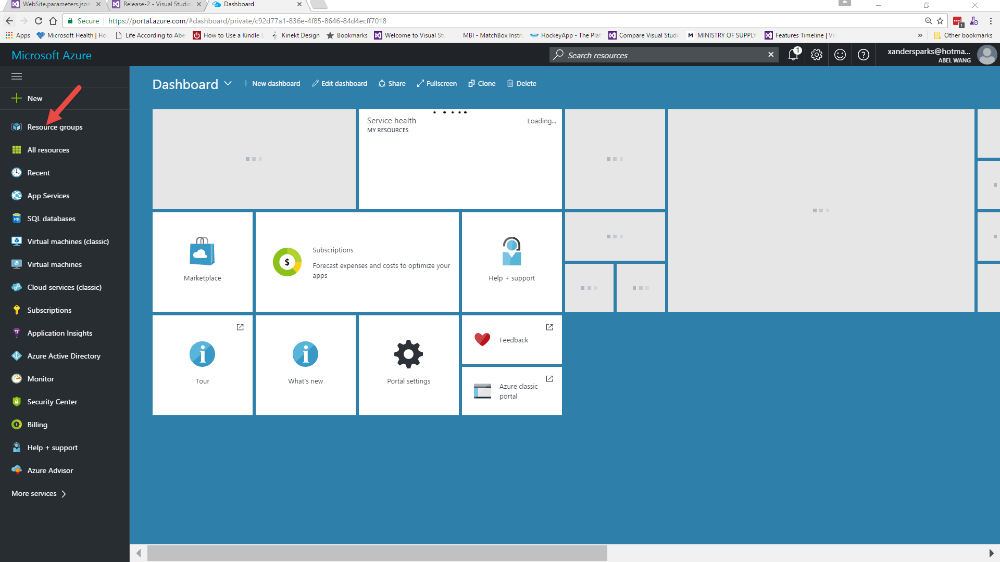 WebSite.parameters.json
Release-2 - Visual Studio
Dashboard
Secure
https://portal.azure.com/#dashboard/private/c92d77a1-836e-4f85-8646-84d4ecff7018
1
Apps
Microsoft Health | Ho
Life According to Abe
How to Use a Kindle D
Kinekt Design
Bookmarks
Welcome to Visual Stu
MBI - MatchBox Instru
HockeyApp - The Plat
Compare Visual Studio
M MINISTRY OF SUPPLY
Features Timeline | Vis
»
Other bookmarks
Microsoft Azure
Search resources
1
xandersparks@hotma...
ABEL WANG
Dashboard
New dashboard
Edit dashboard
Share
Fullscreen
Clone
Delete
New
Resource groups
All resources
Recent
App Services
SQL databases
Virtual machines (classic)
Virtual machines
Cloud services (classic)
Subscriptions
Application Insights
Azure Active Directory
Monitor
Security Center
Billing
Help + support
Azure Advisor
More services
Service health
Loading...
MY RESOURCES
Marketplace
$
Subscriptions
Forecast expenses and costs to optimize your
apps
Help + support
Tour
What's new
Portal settings
Feedback
Azure classic
portal